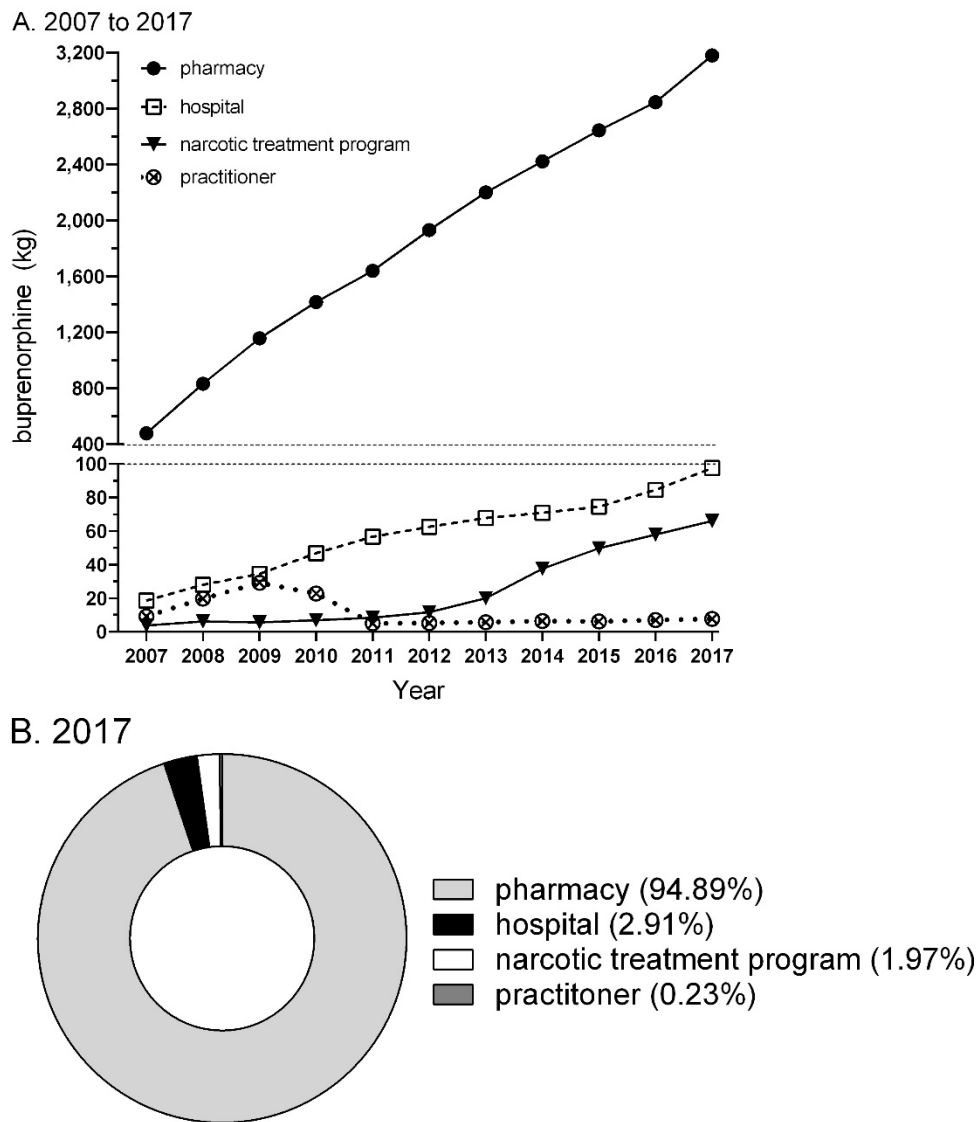 A. 2007 to 2017
3,200
2,800
2,400
2,000
1,600
1,200
800
400
100
80
60
40
20
0
buprenorphine (kg)
pharmacy
hospital
narcotic treatment program
practitioner
2007 2008 2009 2010 2011 2012 2013 2014 2015 2016 2017
Year
B. 2017
pharmacy (94.89%)
hospital (2.91%)
narcotic treatment program (1.97%)
practitoner (0.23%)